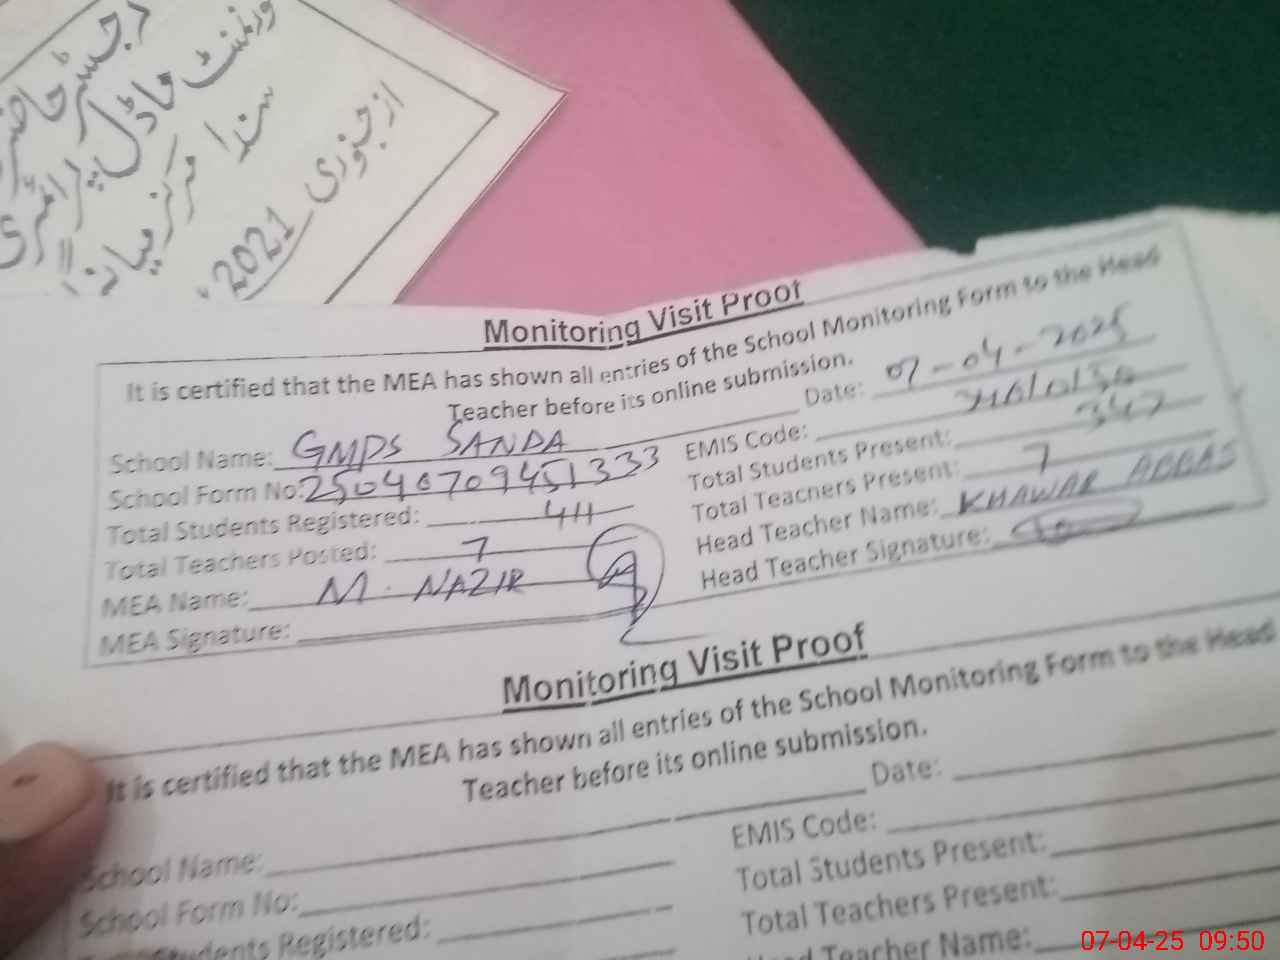 رجسٹر حاضری
گورنمنٹ ماڈل پرائمری
سندا مرکز میانہ
از جنوری 2021
Monitoring Visit Proof
It is certified that the MEA has shown all entries of the School Monitoring Form to the Head
Teacher before its online submission.
Date: 07-04-2025
School Name: GMPS SANDA
EMIS Code:
School Form No: 25040709451333
Total Students Present: 347
Total Students Registered: 44
Total Teachers Present: 7
Total Teachers Posted: 7
Head Teacher Name: KHAWAR ABBAS
MEA Name: M. NAZIR
Head Teacher Signature:
MEA Signature:
Monitoring Visit Proof
It is certified that the MEA has shown all entries of the School Monitoring Form to the Head
Teacher before its online submission.
Date:
School Name:
EMIS Code:
School Form No:
Total Students Present:
Students Registered:
Total Teachers Present:
Head Teacher Name:
07-04-25 09:50